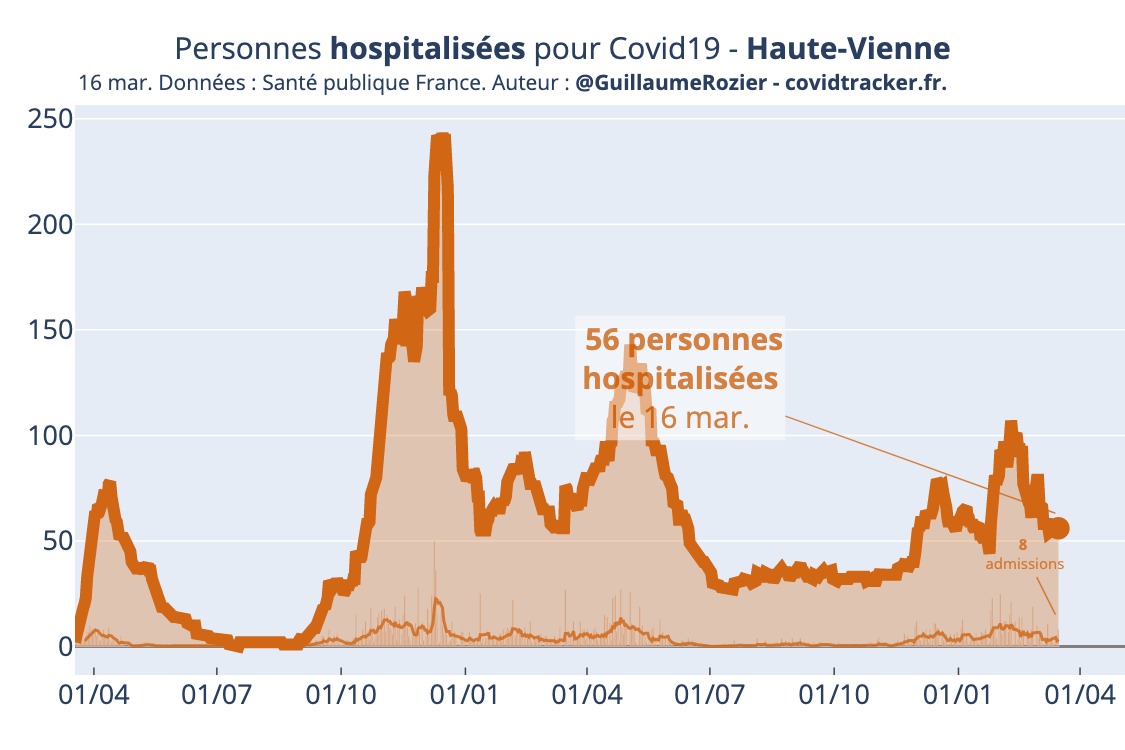 Personnes hospitalisées pour Covid19 - Haute-Vienne
16 mar. Données : Santé publique France. Auteur : @GuillaumeRozier - covidtracker.fr.
250
200
150
100
50
0
56 personnes
hospitalisées
le 16 mar.
8
admissions
01/04 01/07 01/10 01/01 01/04 01/07 01/10 01/01 01/04